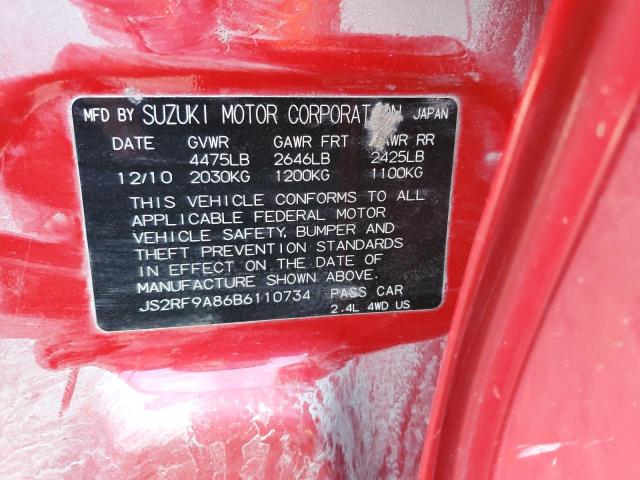 MFD BY SUZUKI MOTOR CORPORATION JAPAN
DATE GVWR GAWR FRT GAWR RR
4475LB 2646LB 2425LB
12/10 2030KG 1200KG 1100KG
THIS VEHICLE CONFORMS TO ALL
APPLICABLE FEDERAL MOTOR
VEHICLE SAFETY, BUMPER AND
THEFT PREVENTION STANDARDS
IN EFFECT ON THE DATE OF
MANUFACTURE SHOWN ABOVE.
JS2RF9A86B6110734 PASS CAR
2.4L 4WD US